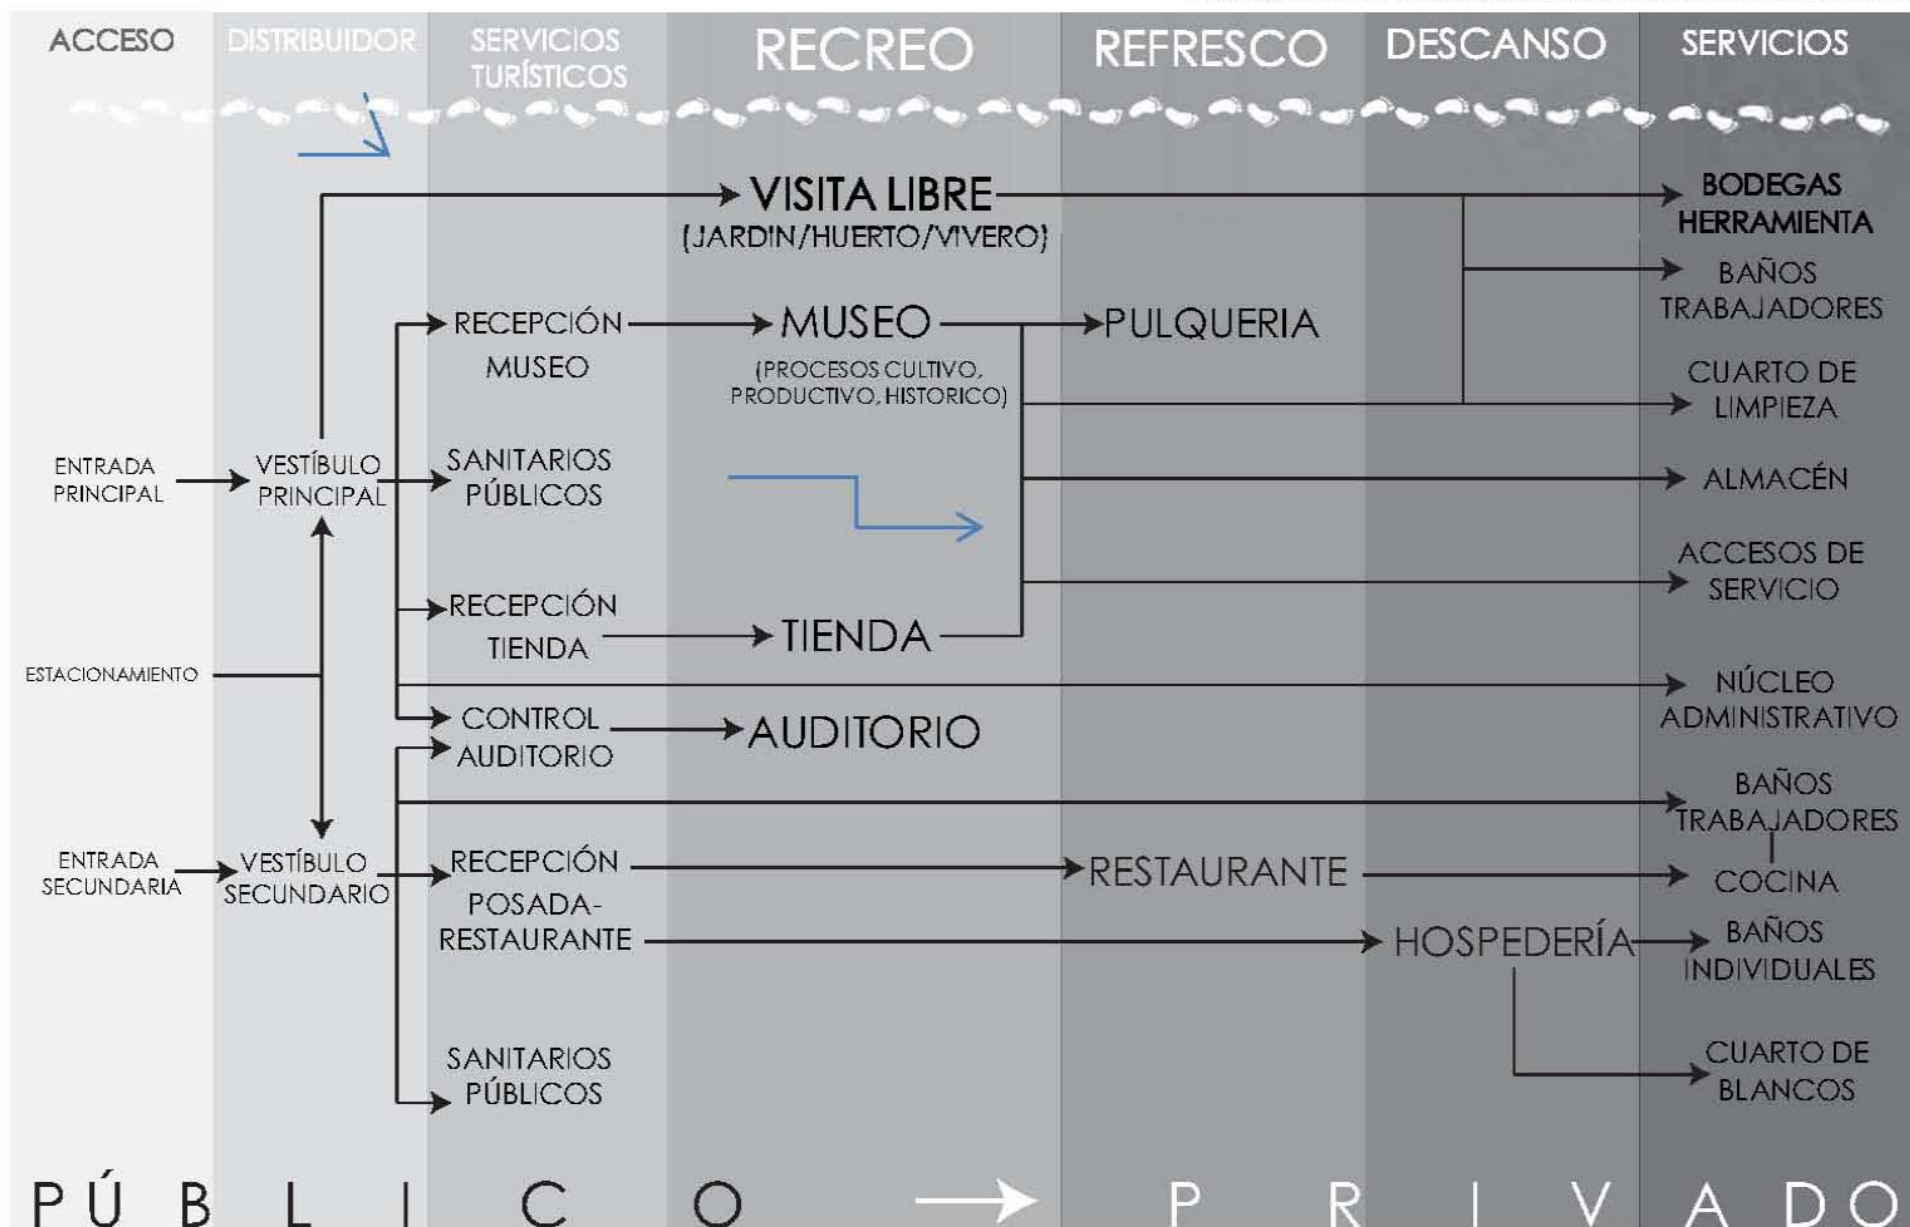 ACCESO
DISTRIBUIDOR
SERVICIOS
TURÍSTICOS
RECREO
REFRESCO
DESCANSO
SERVICIOS
VISITA LIBRE
(JARDIN/HUERTO/VIVERO)
BODEGAS
HERRAMIENTA
BAÑOS
TRABAJADORES
RECEPCIÓN
MUSEO
MUSEO
(PROCESOS CULTIVO,
PRODUCTIVO, HISTORICO)
PULQUERIA
CUARTO DE
LIMPIEZA
ENTRADA
PRINCIPAL
VESTÍBULO
PRINCIPAL
SANITARIOS
PÚBLICOS
ALMACÉN
ACCESOS DE
SERVICIO
RECEPCIÓN
TIENDA
TIENDA
ESTACIONAMIENTO
NÚCLEO
ADMINISTRATIVO
CONTROL
AUDITORIO
AUDITORIO
BAÑOS
TRABAJADORES
ENTRADA
SECUNDARIA
VESTÍBULO
SECUNDARIO
RECEPCIÓN
POSADA-
RESTAURANTE
RESTAURANTE
COCINA
HOSPEDERÍA
BAÑOS
INDIVIDUALES
SANITARIOS
PÚBLICOS
CUARTO DE
BLANCOS
PÚBLICO
PRIVADO